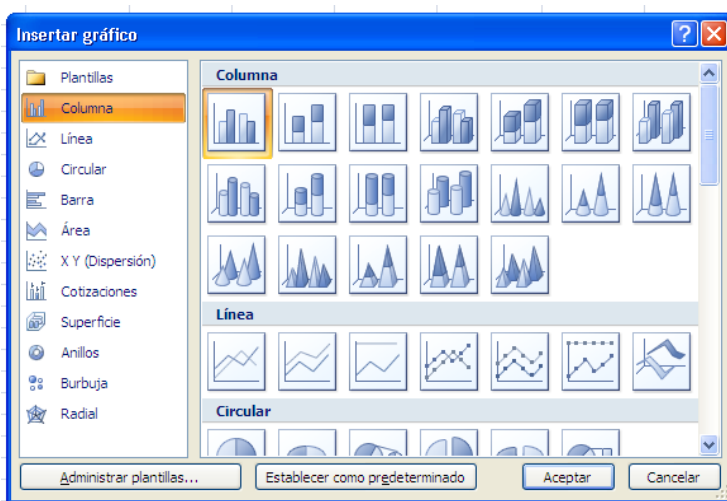 Insertar gráfico
Plantillas
Columna
Línea
Circular
Barra
Área
X Y (Dispersión)
Cotizaciones
Superficie
Anillos
Burbuja
Radial
Columna
Línea
Circular
Administrar plantillas...
Establecer como predeterminado
Aceptar
Cancelar